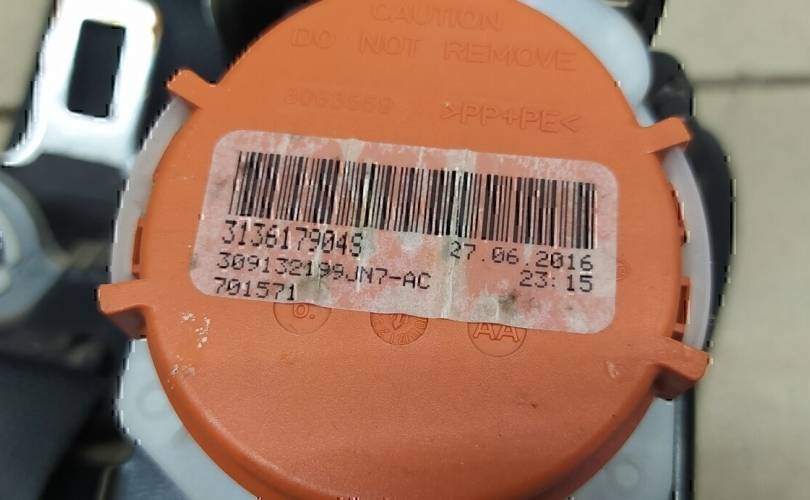 CAUTION
DO NOT REMOVE
>PP+PE<
313617904S 27.06.2016
309132199JN7-AC 23:15
701571
AA